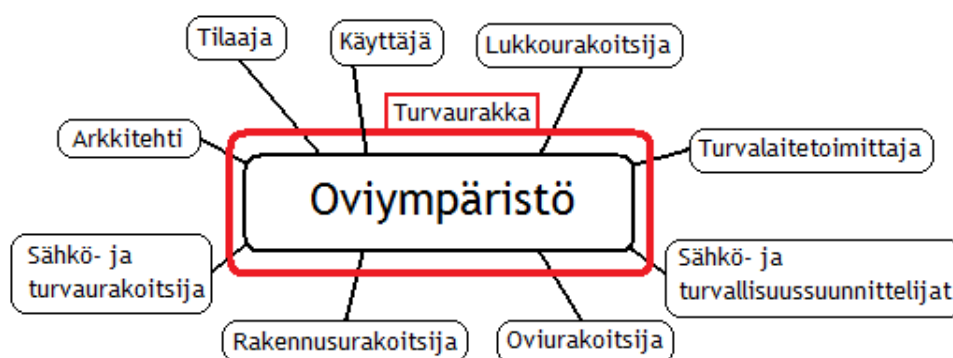 Tilaaja
Käyttäjä
Lukkourakoitsija
Turvaurakka
Arkkitehti
Turvalaitetoimittaja
Oviympäristö
Sähkö- ja
turvaurakoitsija
Sähkö- ja
turvallisuussuunnittelijat
Rakennusurakoitsija
Oviurakoitsija